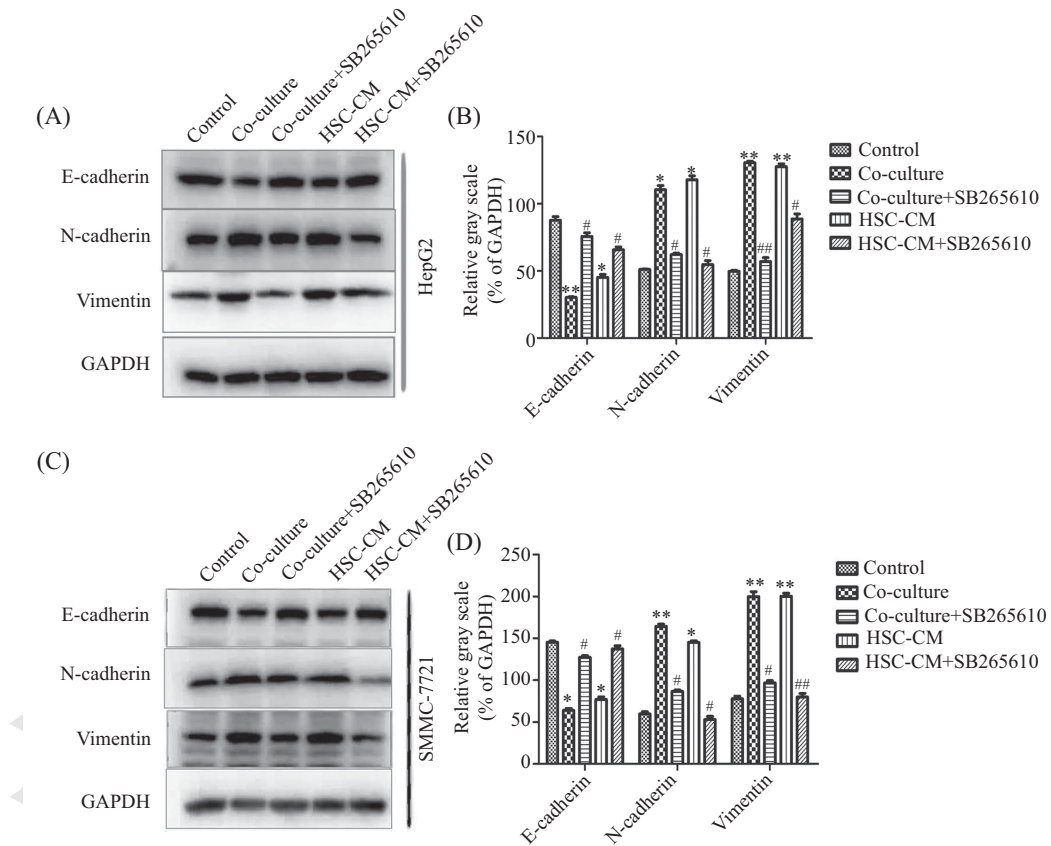 (A)
Control
Co-culture
Co-culture+SB265610
HSC-CM
HSC-CM+SB265610
E-cadherin
N-cadherin
Vimentin
GAPDH
HepG2
(B)
Relative gray scale
(% of GAPDH)
150
100
50
0
**
#
*
#
*
#
*
#
**
##
**
#
E-cadherin
N-cadherin
Vimentin
Control
Co-culture
Co-culture+SB265610
HSC-CM
HSC-CM+SB265610
(C)
Control
Co-culture
Co-culture+SB265610
HSC-CM
HSC-CM+SB265610
E-cadherin
N-cadherin
Vimentin
GAPDH
SMMC-7721
(D)
Relative gray scale
(% of GAPDH)
250
200
150
100
50
0
*
#
*
#
**
#
*
#
**
#
**
##
E-cadherin
N-cadherin
Vimentin
Control
Co-culture
Co-culture+SB265610
HSC-CM
HSC-CM+SB265610